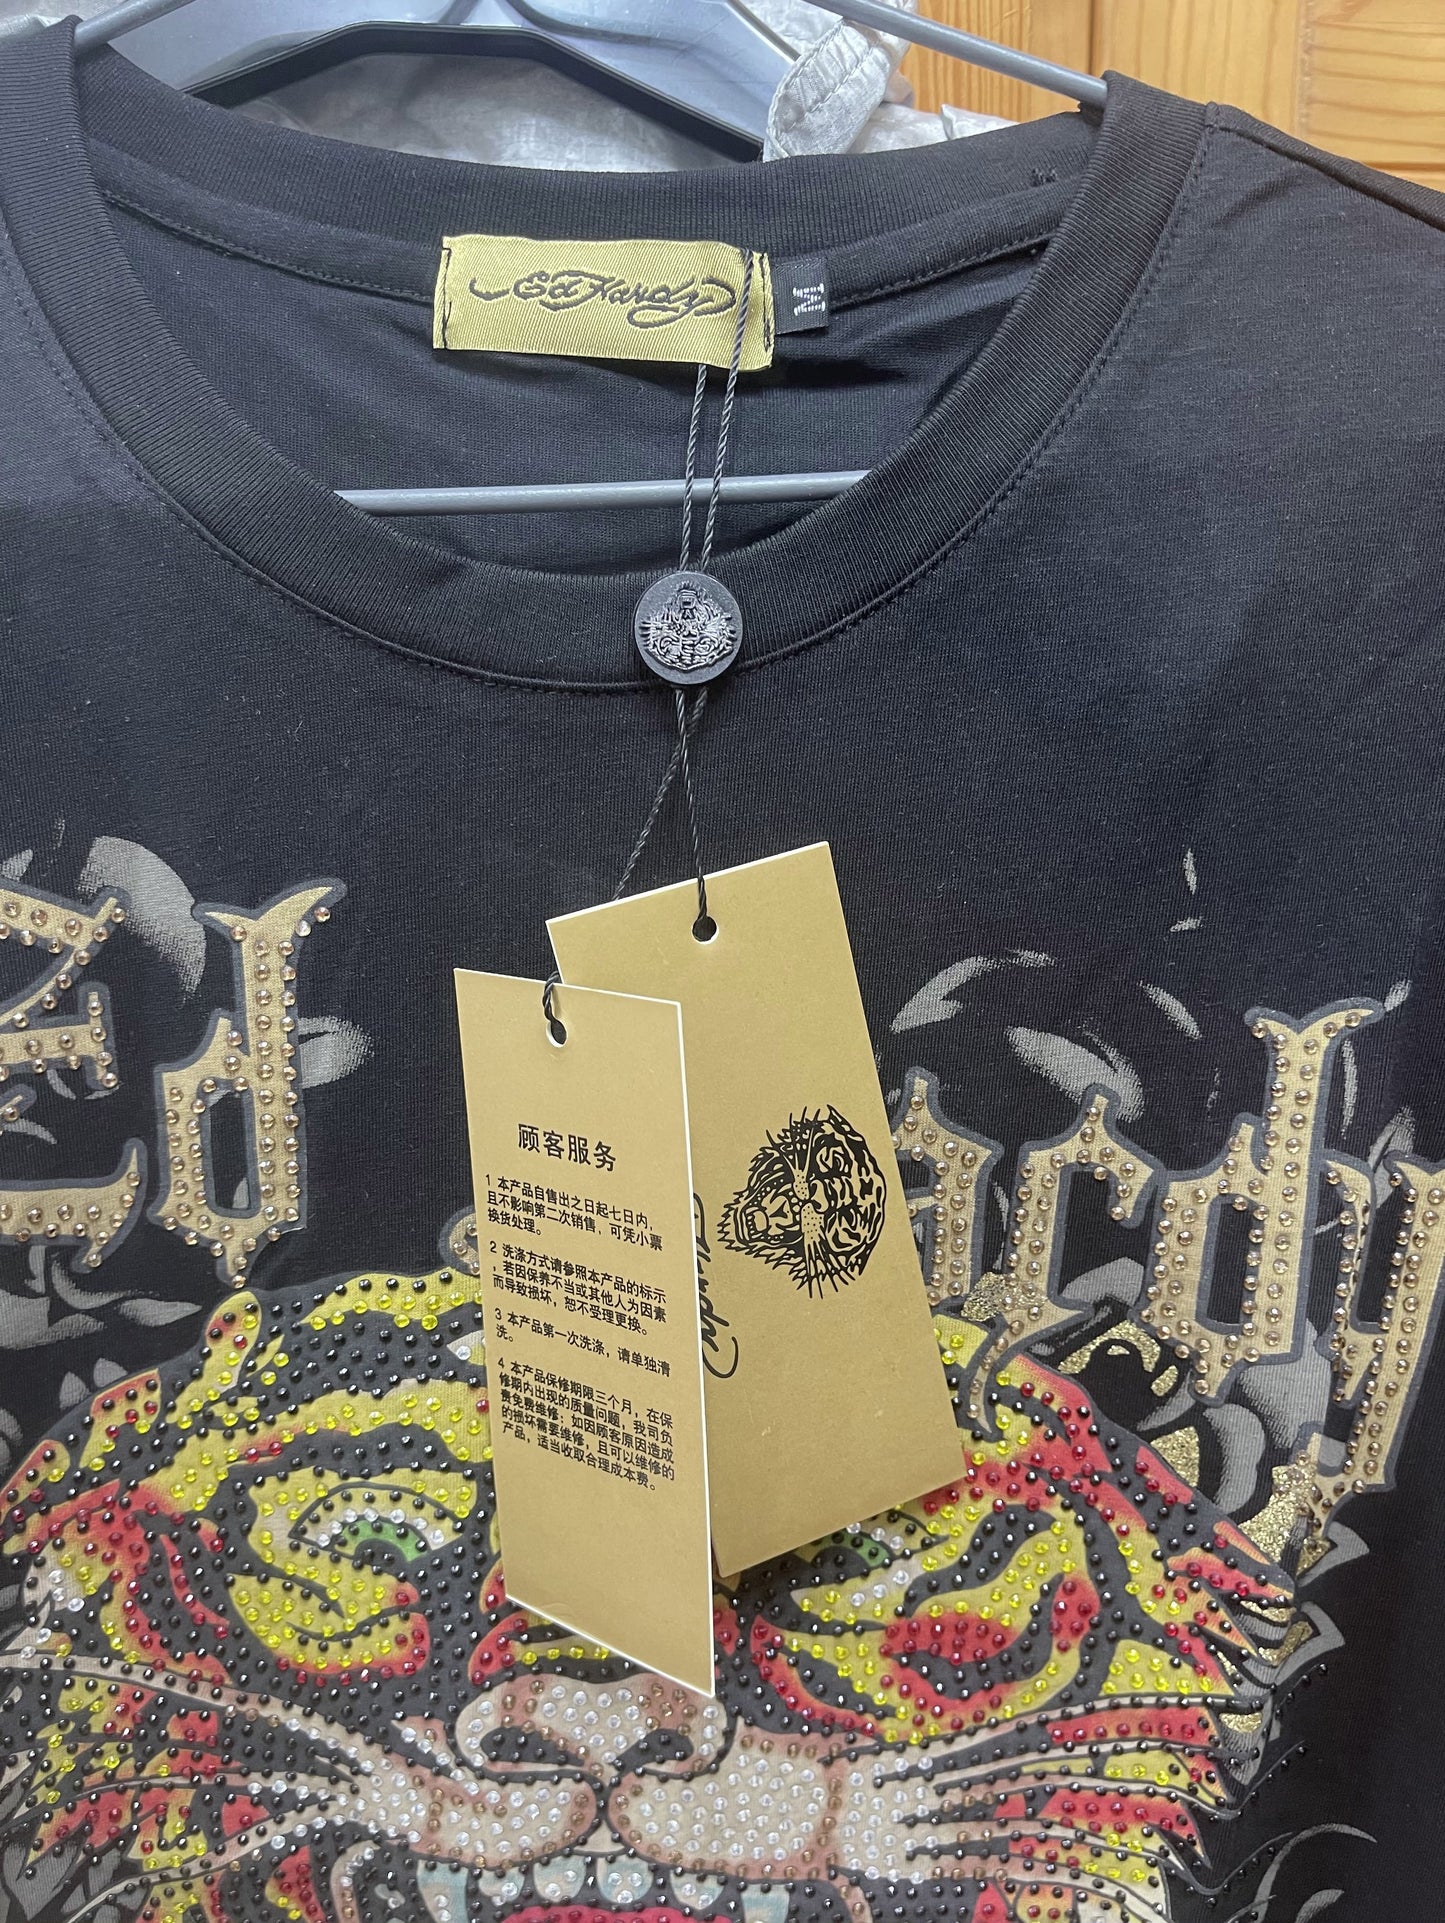 Ed Hardy
M
Ed Hardy
顾客服务
1 本产品自售出之日起七日内，
且不影响第二次销售，可凭小票
换货处理。
2 洗涤方式请参照本产品的标示
，若因保养不当或其他人为因素
而导致损坏，恕不受理更换。
3 本产品第一次洗涤，请单独清
洗。
4 本产品保修期限三个月，在保
修期内出现的质量问题，我司负
责免费维修；如因顾客原因造成
的损坏需要维修，且可以维修的
产品，适当收取合理成本费。